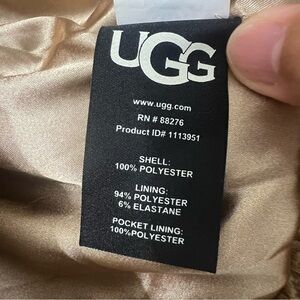 UGG
www.ugg.com
RN # 88276
Product ID# 1113951
SHELL:
100% POLYESTER
LINING:
94% POLYESTER
6% ELASTANE
POCKET LINING:
100%POLYESTER